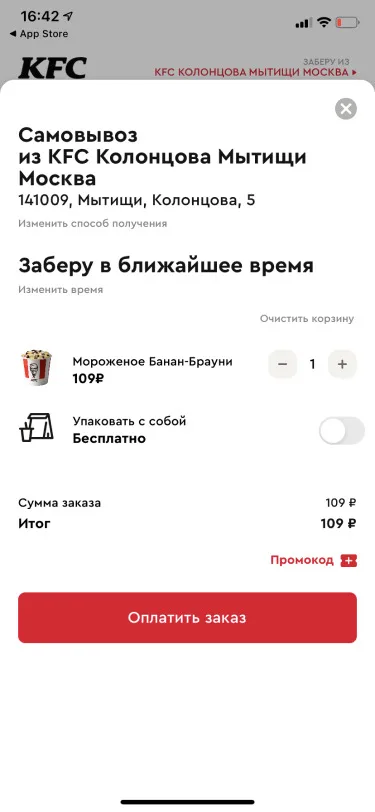 16:42
◀ App Store
KFC
ЗАБЕРУ ИЗ
KFC КОЛОНЦОВА МЫТИЩИ МОСКВА ▸
Самовывоз
из KFC Колонцова Мытищи
Москва
141009, Мытищи, Колонцова, 5
Изменить способ получения
Заберу в ближайшее время
Изменить время
Очистить корзину
Мороженое Банан-Брауни
109₽
− 1 +
Упаковать с собой
Бесплатно
Сумма заказа 109 ₽
Итог 109 ₽
Промокод
Оплатить заказ